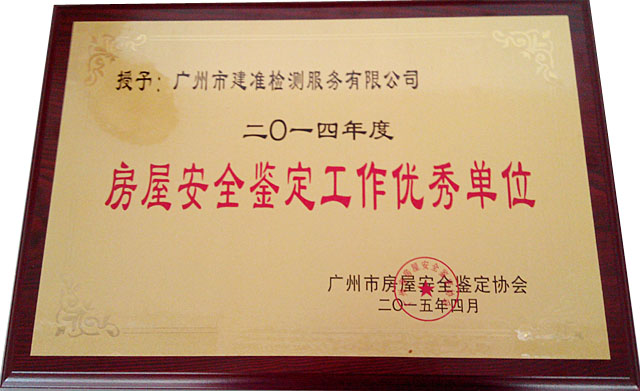 授予：广州市建准检测服务有限公司
二〇一四年度
房屋安全鉴定工作优秀单位
广州市房屋安全鉴定协会
二〇一五年四月